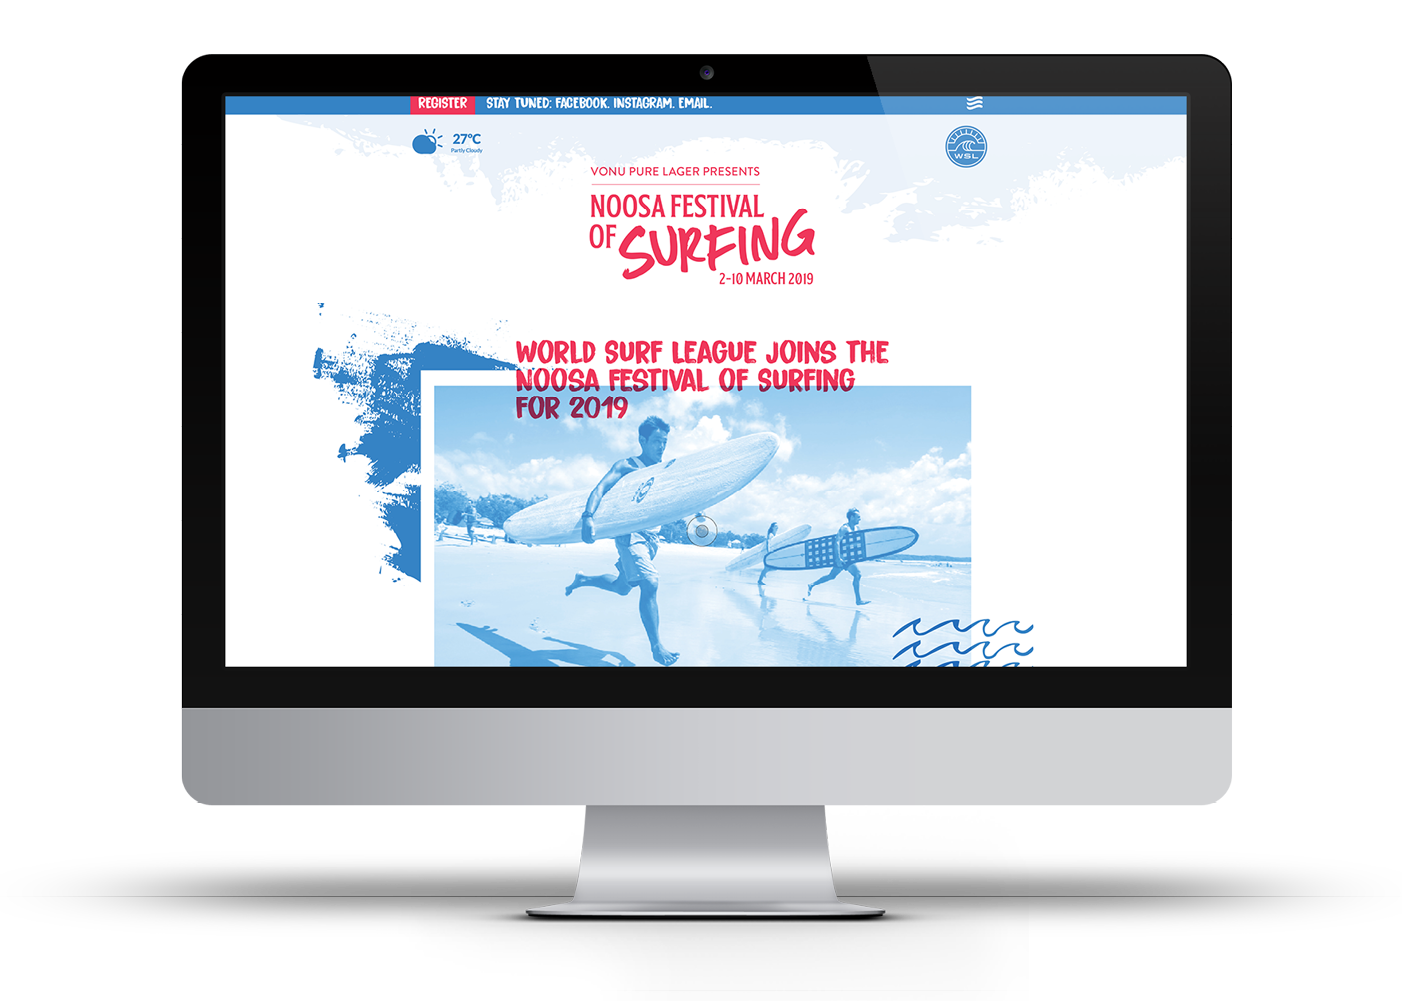 REGISTER STAY TUNED: FACEBOOK. INSTAGRAM. EMAIL.
27°C
Partly Cloudy
WSL
VONU PURE LAGER PRESENTS
NOOSA FESTIVAL
OF SURFING
2-10 MARCH 2019
WORLD SURF LEAGUE JOINS THE
NOOSA FESTIVAL OF SURFING
FOR 2019